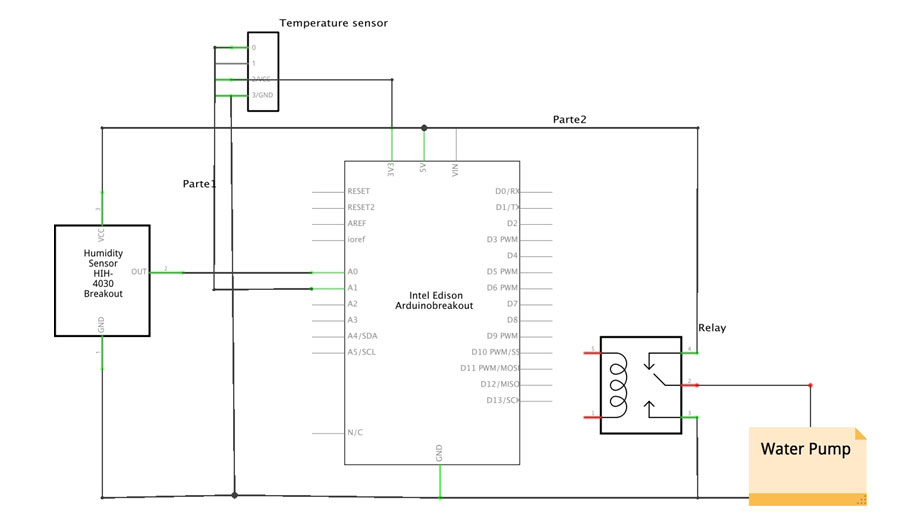 Temperature sensor
0
1
2/VCC
3/GND
Parte2
Parte1
3V3
5V
VIN
RESET
RESET2
AREF
ioref
A0
A1
A2
A3
A4/SDA
A5/SCL
N/C
D0/RX
D1/TX
D2
D3 PWM
D4
D5 PWM
D6 PWM
D7
D8
D9 PWM
D10 PWM/SS
D11 PWM/MOSI
D12/MISO
D13/SCK
GND
Intel Edison
Arduinobreakout
3
VCC
Humidity
Sensor
HIH-
4030
Breakout
OUT
2
GND
1
Relay
5
4
2
1
3
Water Pump